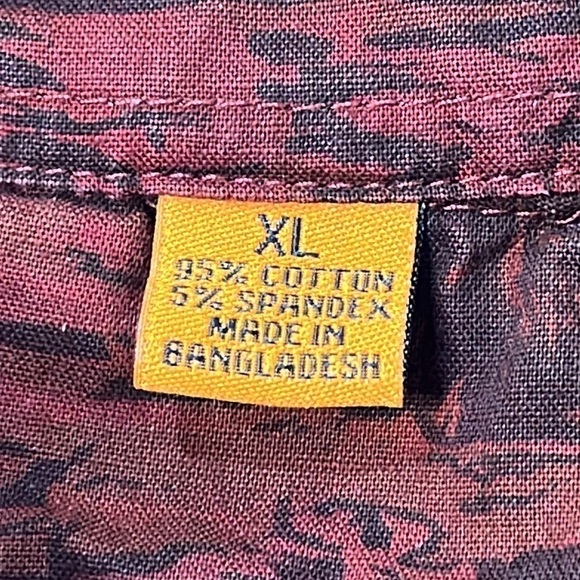 XL
95% COTTON
5% SPANDEX
MADE IN
BANGLADESH